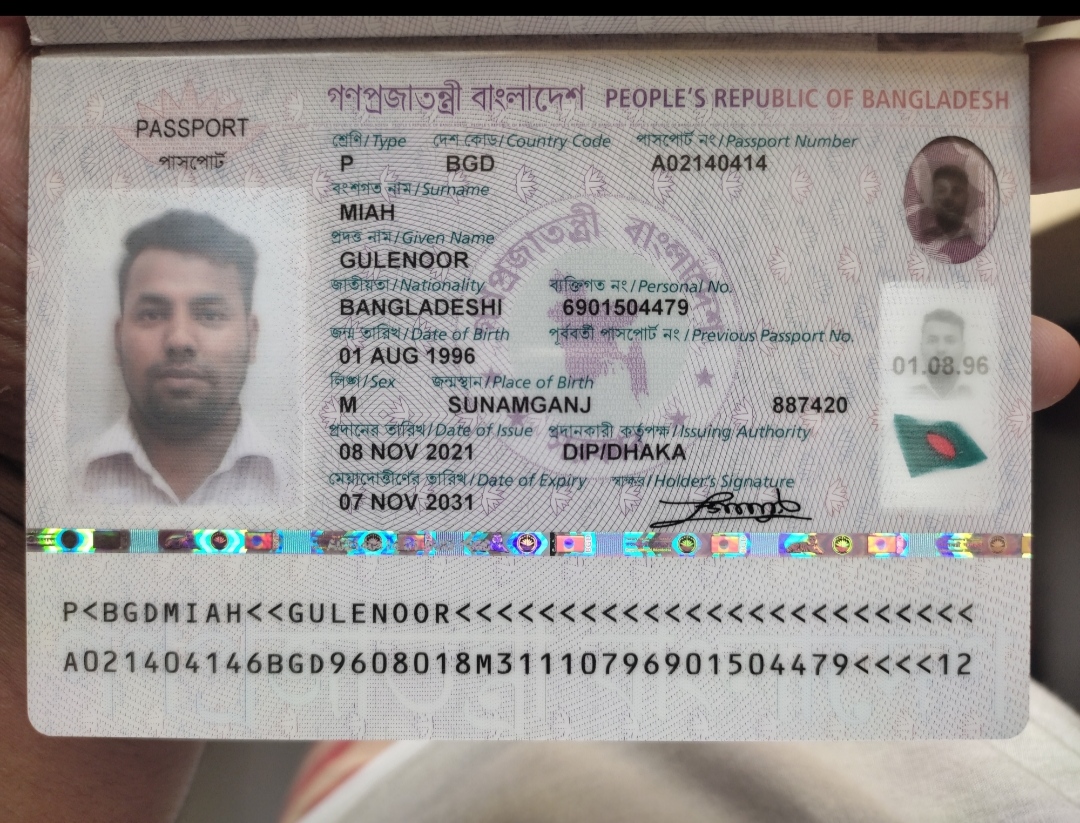 গণপ্রজাতন্ত্রী বাংলাদেশ PEOPLE'S REPUBLIC OF BANGLADESH
PASSPORT
পাসপোর্ট
শ্রেণি/Type দেশ কোড/Country Code পাসপোর্ট নং/Passport Number
P BGD A02140414
বংশগত নাম/Surname
MIAH
প্রদত্ত নাম/Given Name
GULENOOR
জাতীয়তা/Nationality ব্যক্তিগত নং/Personal No.
BANGLADESHI 6901504479
জন্ম তারিখ/Date of Birth পূর্ববর্তী পাসপোর্ট নং/Previous Passport No.
01 AUG 1996
01.08.96
লিঙ্গ/Sex জন্মস্থান/Place of Birth
M SUNAMGANJ 887420
প্রদানের তারিখ/Date of Issue প্রদানকারী কর্তৃপক্ষ/Issuing Authority
08 NOV 2021 DIP/DHAKA
মেয়াদোত্তীর্ণের তারিখ/Date of Expiry স্বাক্ষর/Holder's Signature
07 NOV 2031
P<BGDMIAH<<GULENOOR<<<<<<<<<<<<<<<<<<<<<<<<<
A021404146BGD9608018M31110796901504479<<<<12